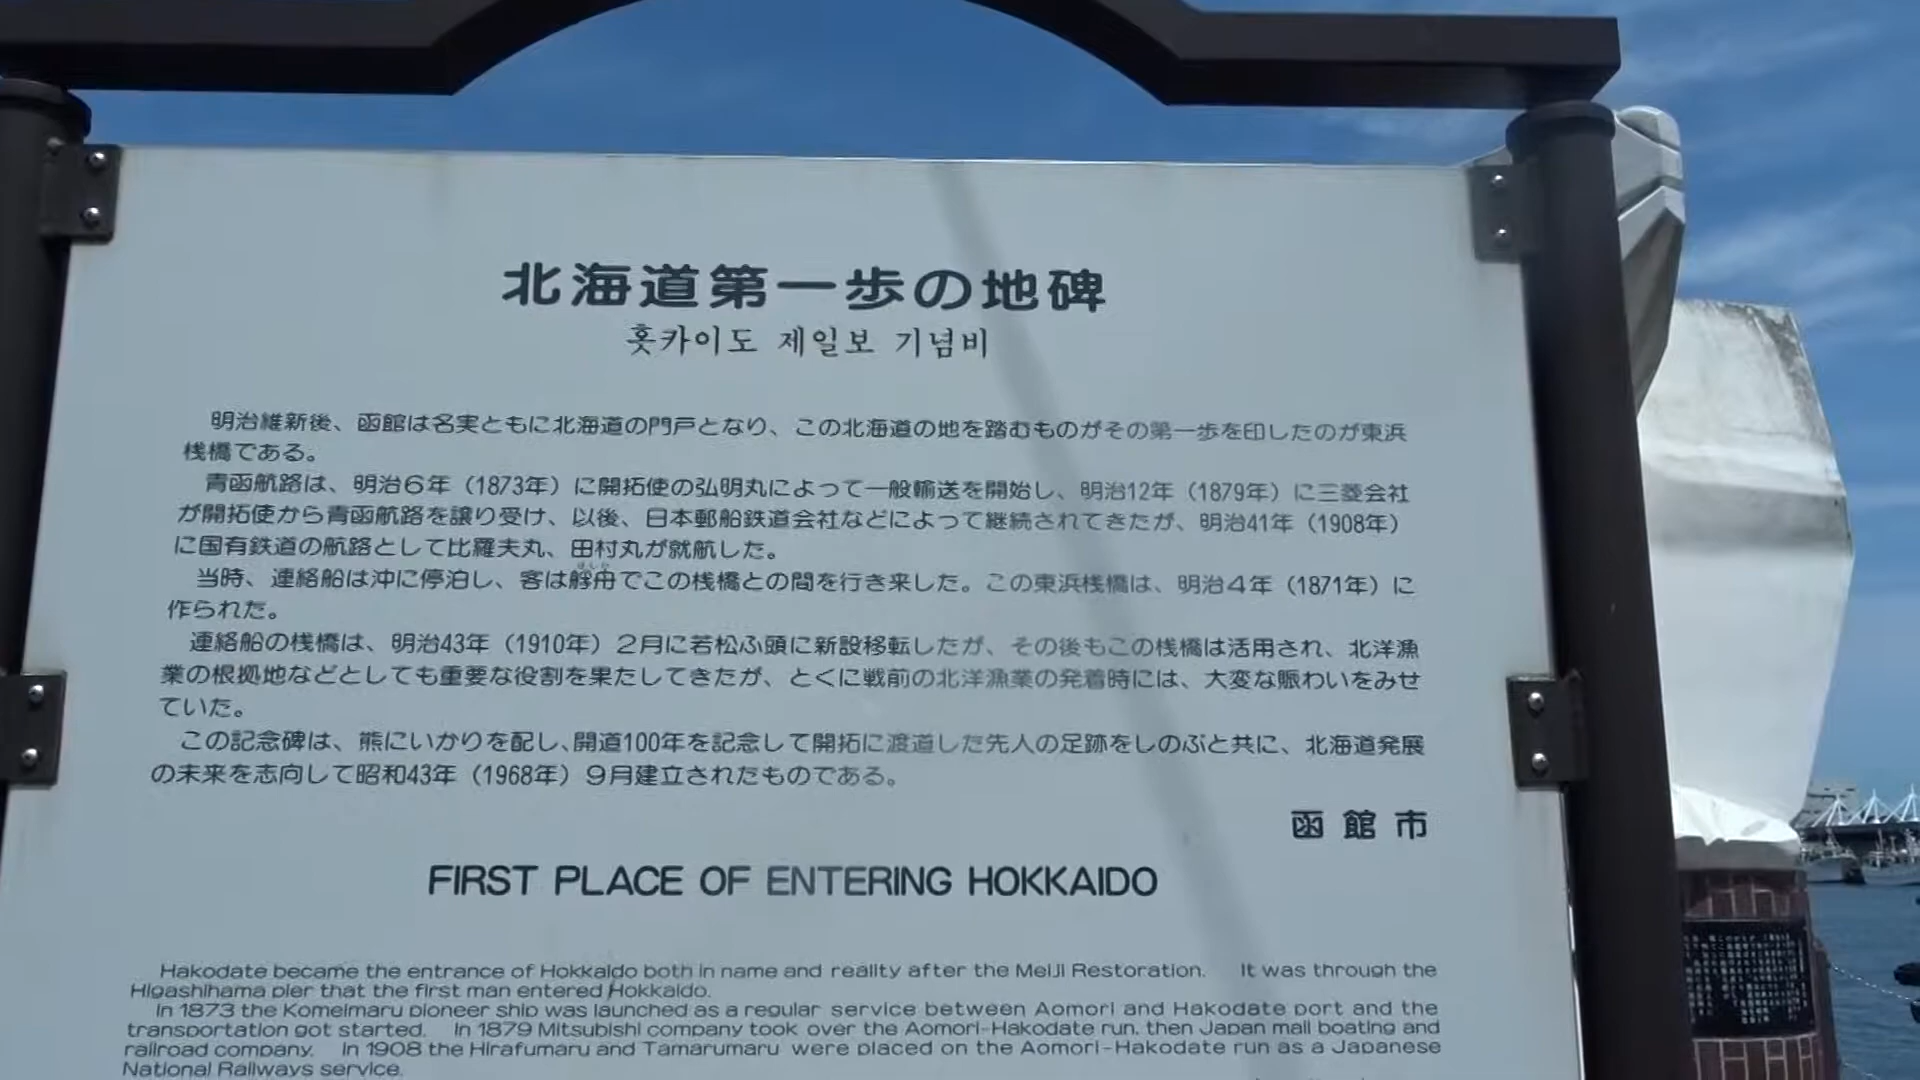 北海道第一歩の地碑
홋카이도 제일보 기념비
明治維新後、函館は名実ともに北海道の門戸となり、この北海道の地を踏むものがその第一歩を印したのが東浜
桟橋である。
青函航路は、明治6年（1873年）に開拓使の弘明丸によって一般輸送を開始し、明治12年（1879年）に三菱会社
が開拓使から青函航路を譲り受け、以後、日本郵船鉄道会社などによって継続されてきたが、明治41年（1908年）
に国有鉄道の航路として比羅夫丸、田村丸が就航した。
当時、連絡船は沖に停泊し、客は艀舟でこの桟橋との間を行き来した。この東浜桟橋は、明治4年（1871年）に
作られた。
連絡船の桟橋は、明治43年（1910年）2月に若松ふ頭に新設移転したが、その後もこの桟橋は活用され、北洋漁
業の根拠地などとしても重要な役割を果たしてきたが、とくに戦前の北洋漁業の発着時には、大変な賑わいをみせ
ていた。
この記念碑は、熊にいかりを配し、開道100年を記念して開拓に渡道した先人の足跡をしのぶと共に、北海道発展
の未来を志向して昭和43年（1968年）9月建立されたものである。
函館市
FIRST PLACE OF ENTERING HOKKAIDO
Hakodate became the entrance of Hokkaido both in name and reality after the Meiji Restoration. It was through the
Higashihama pier that the first man entered Hokkaido.
In 1873 the Komeimaru pioneer ship was launched as a regular service between Aomori and Hakodate port and the
transportation got started. In 1879 Mitsubishi company took over the Aomori-Hakodate run, then Japan mail boating and
railroad company. In 1908 the Hirafumaru and Tamarumaru were placed on the Aomori-Hakodate run as a Japanese
National Railways service.